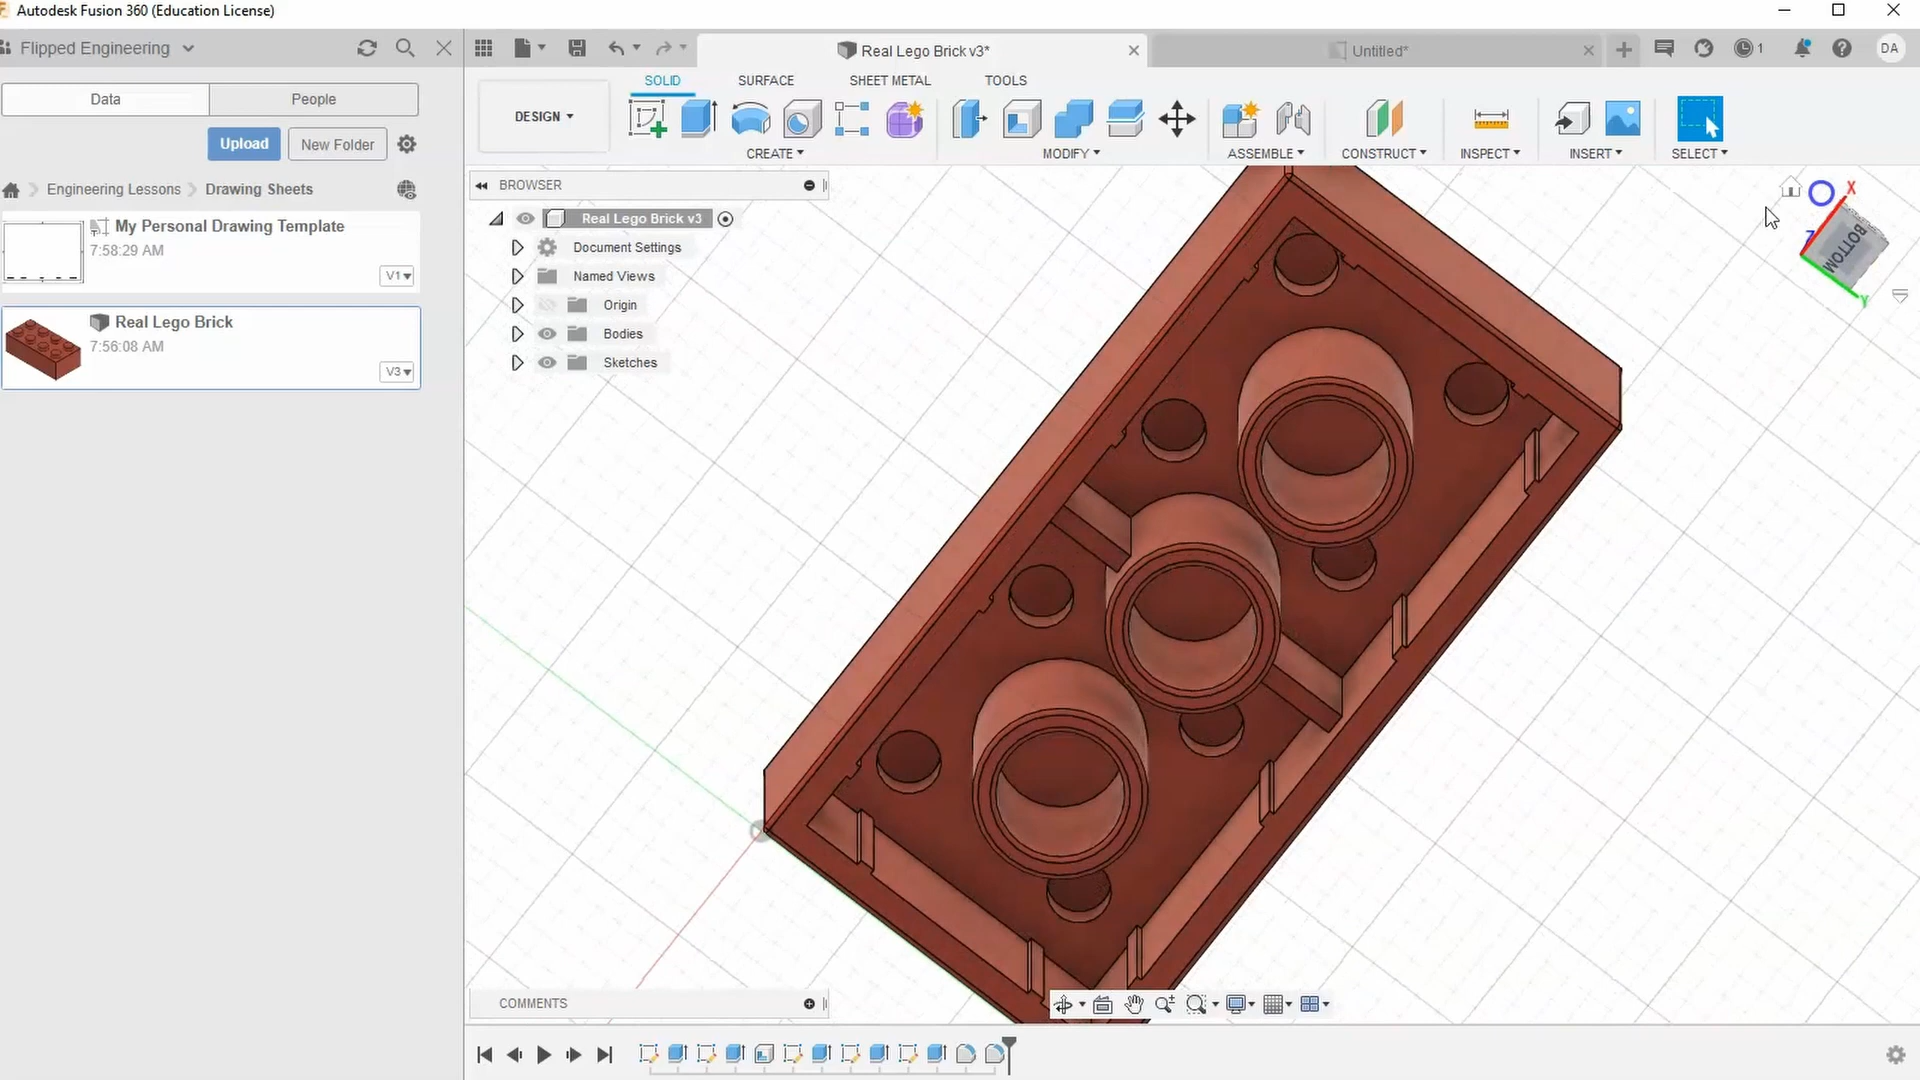 Autodesk Fusion 360 (Education License)
Flipped Engineering
Real Lego Brick v3*
Untitled*
1
DA
Data
People
Upload
New Folder
Engineering Lessons
Drawing Sheets
My Personal Drawing Template
7:58:29 AM
V1
Real Lego Brick
7:56:08 AM
V3
SOLID
SURFACE
SHEET METAL
TOOLS
DESIGN
CREATE
MODIFY
ASSEMBLE
CONSTRUCT
INSPECT
INSERT
SELECT
BROWSER
Real Lego Brick v3
Document Settings
Named Views
Origin
Bodies
Sketches
X
Z
BOTTOM
Y
COMMENTS